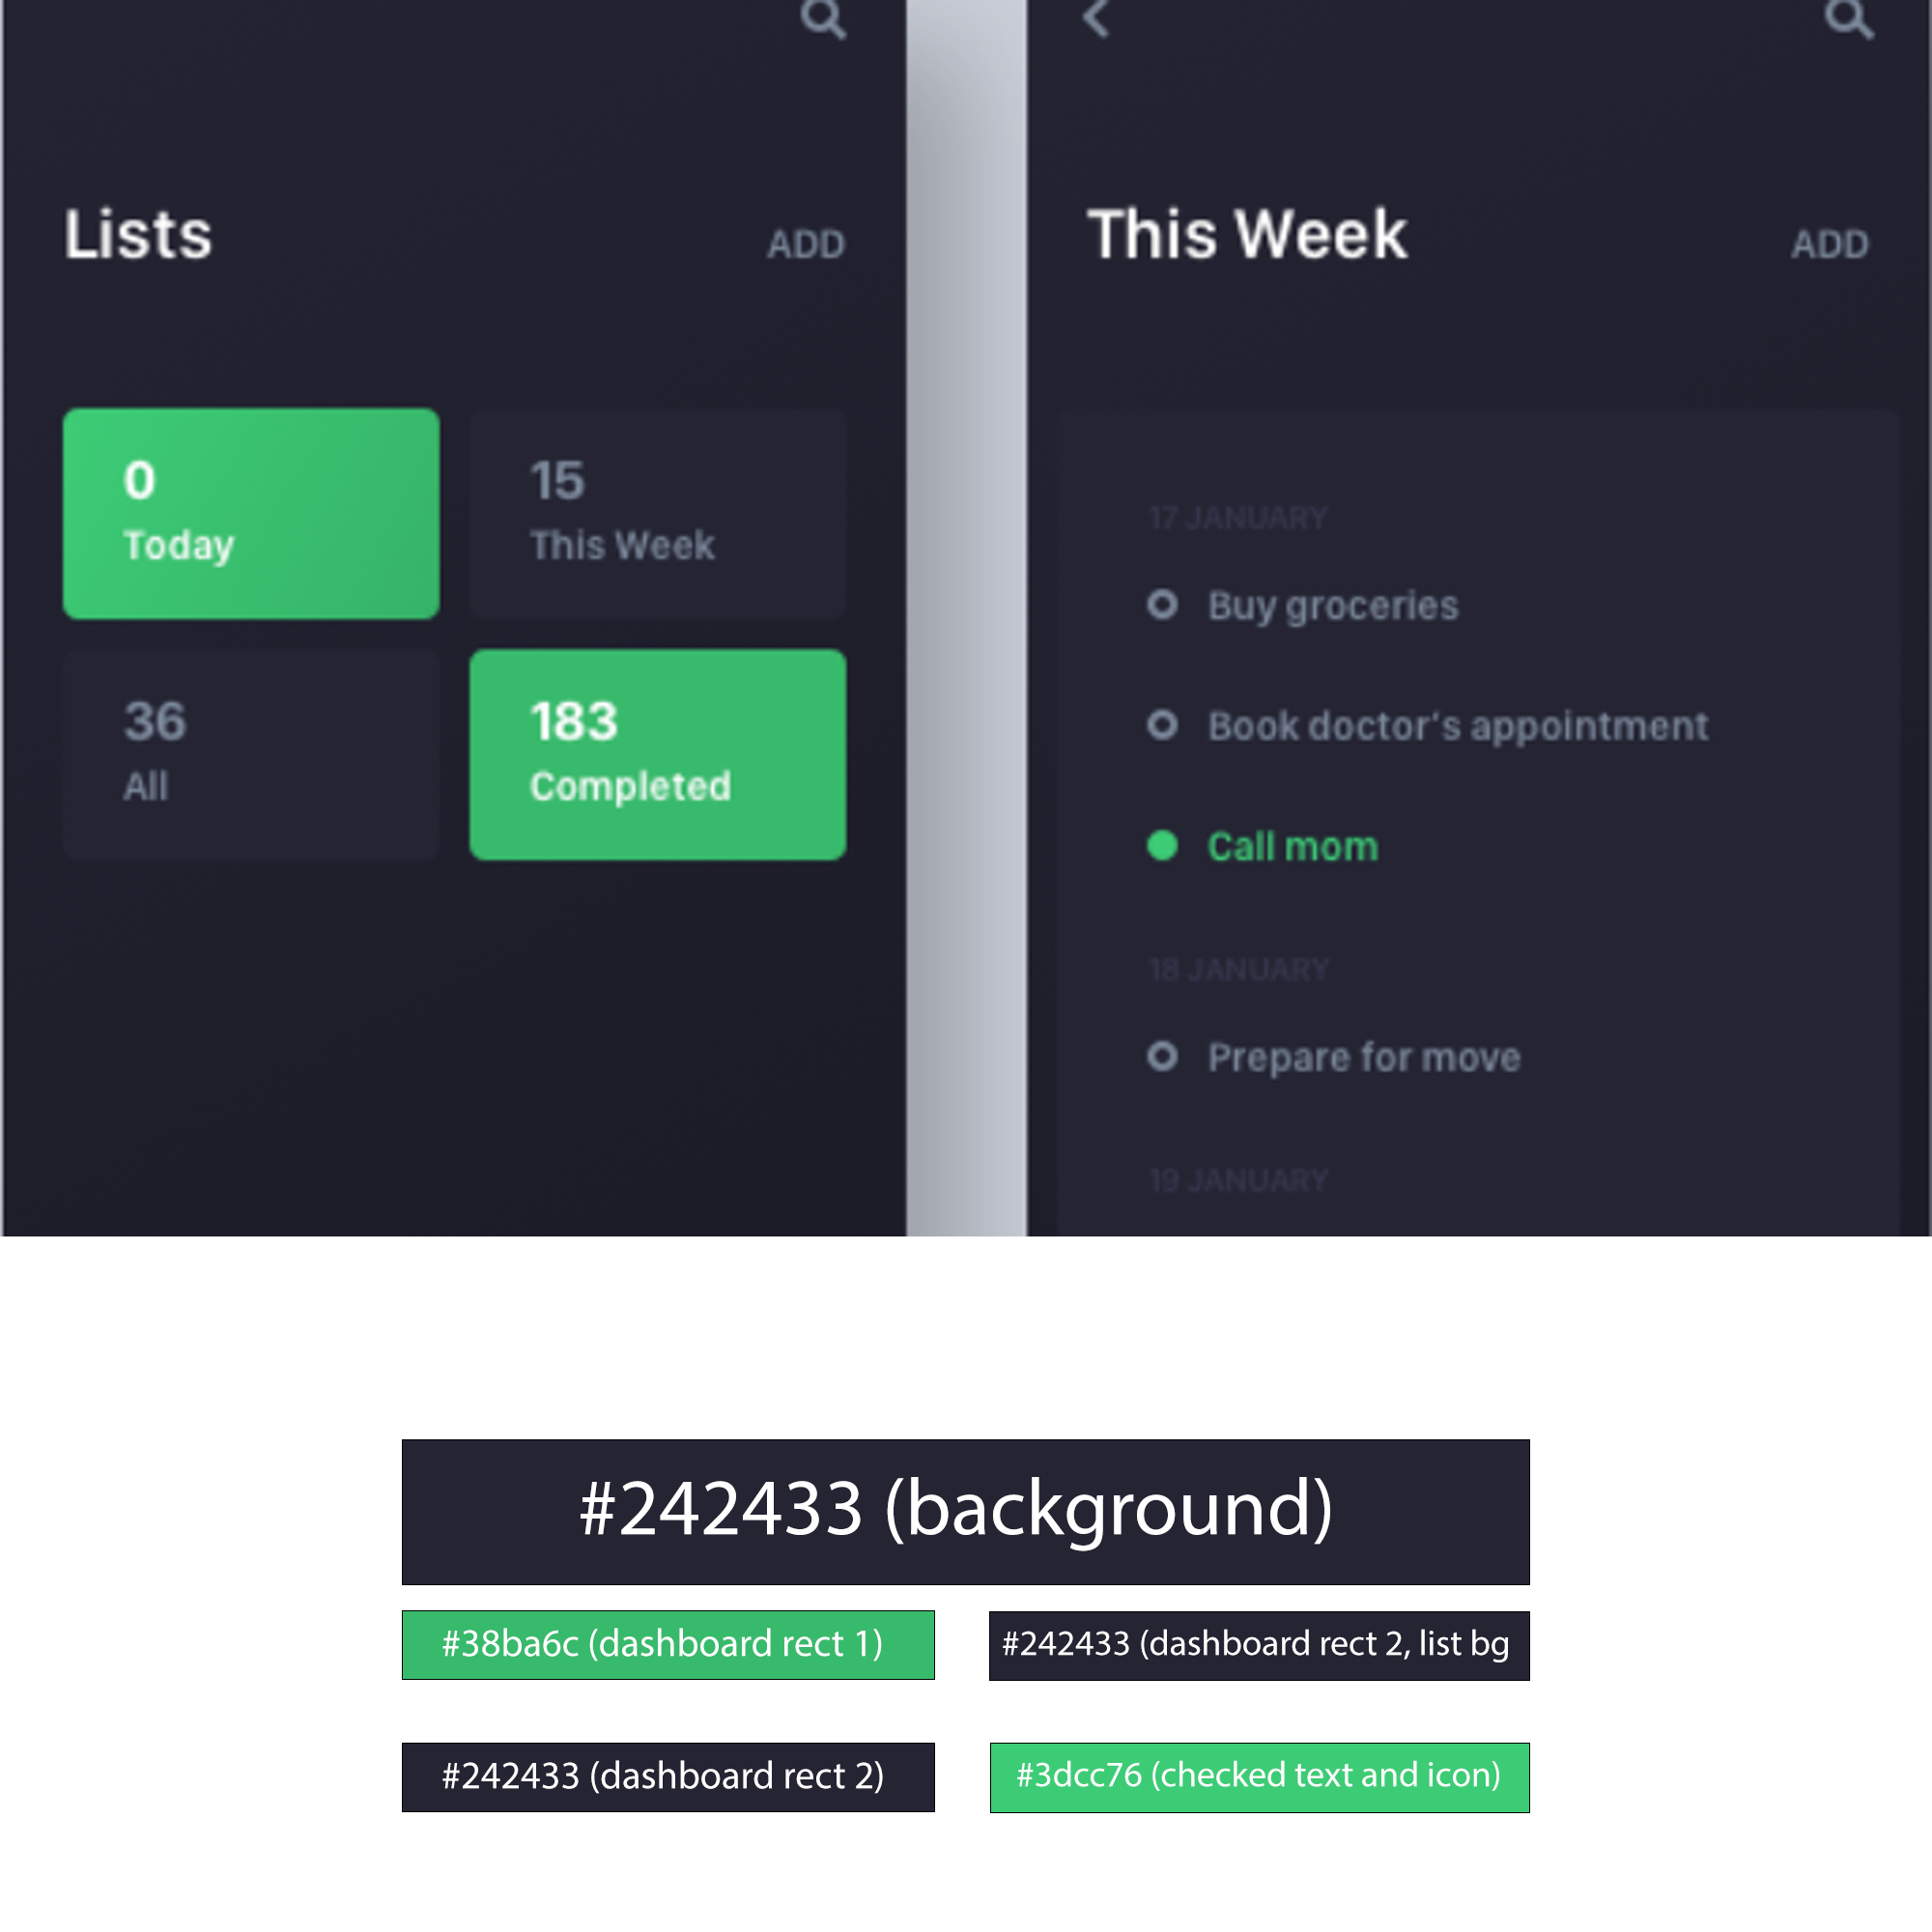 Lists
ADD
0
Today
15
This Week
36
All
183
Completed
This Week
ADD
17 JANUARY
Buy groceries
Book doctor's appointment
Call mom
18 JANUARY
Prepare for move
19 JANUARY
#242433 (background)
#38ba6c (dashboard rect 1)
#242433 (dashboard rect 2, list bg
#242433 (dashboard rect 2)
#3dcc76 (checked text and icon)